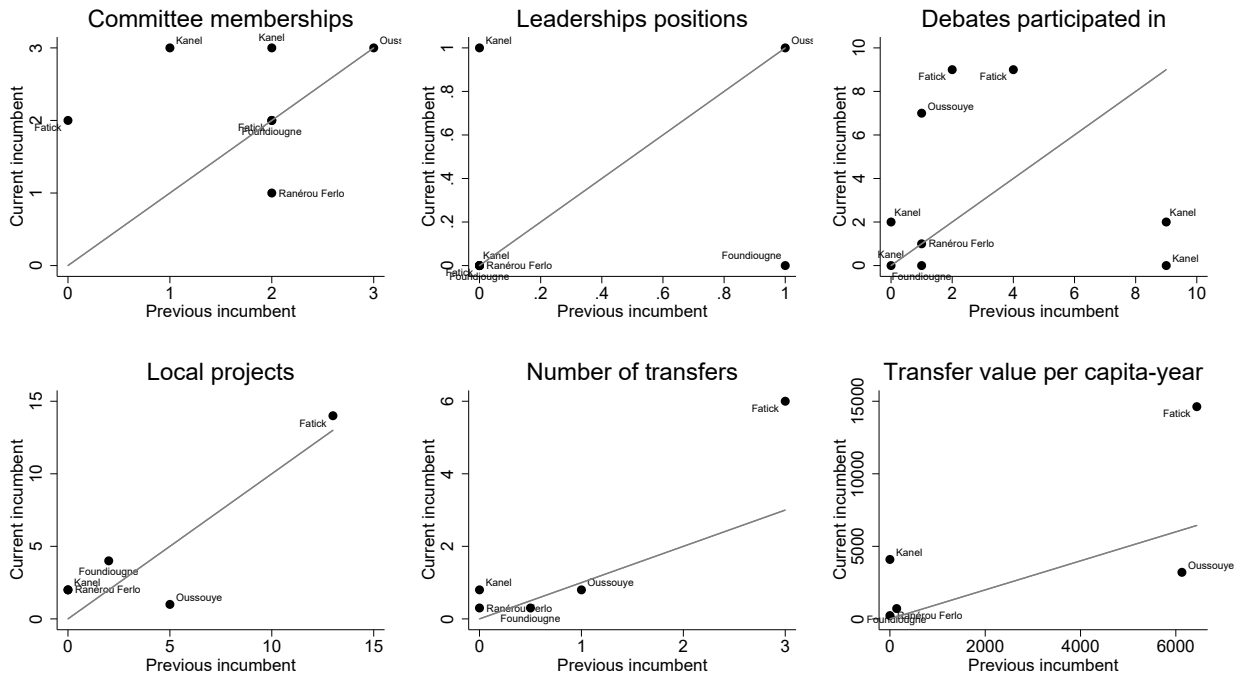 Committee memberships
Current incumbent
3
2
1
0
Kanel
Kanel
Ouss
Fatick
Fatick
Foundiougne
Ranérou Ferlo
0 1 2 3
Previous incumbent
Leaderships positions
Current incumbent
1
.8
.6
.4
.2
0
Kanel
Ouss
Kanel
Ranérou Ferlo
Fatick
Foundiougne
Foundiougne
0 .2 .4 .6 .8 1
Previous incumbent
Debates participated in
Current incumbent
10
8
6
4
2
0
Fatick
Fatick
Oussouye
Kanel
Kanel
Ranérou Ferlo
Kanel
Kanel
Foundiougne
0 2 4 6 8 10
Previous incumbent
Local projects
Current incumbent
15
10
5
0
Fatick
Foundiougne
Kanel
Ranérou Ferlo
Oussouye
0 5 10 15
Previous incumbent
Number of transfers
Current incumbent
6
4
2
0
Fatick
Kanel
Oussouye
Ranérou Ferlo
Foundiougne
0 1 2 3
Previous incumbent
Transfer value per capita-year
Current incumbent
15000
10000
5000
0
Fatick
Kanel
Oussouye
Ranérou Ferlo
Foundiougne
0 2000 4000 6000
Previous incumbent